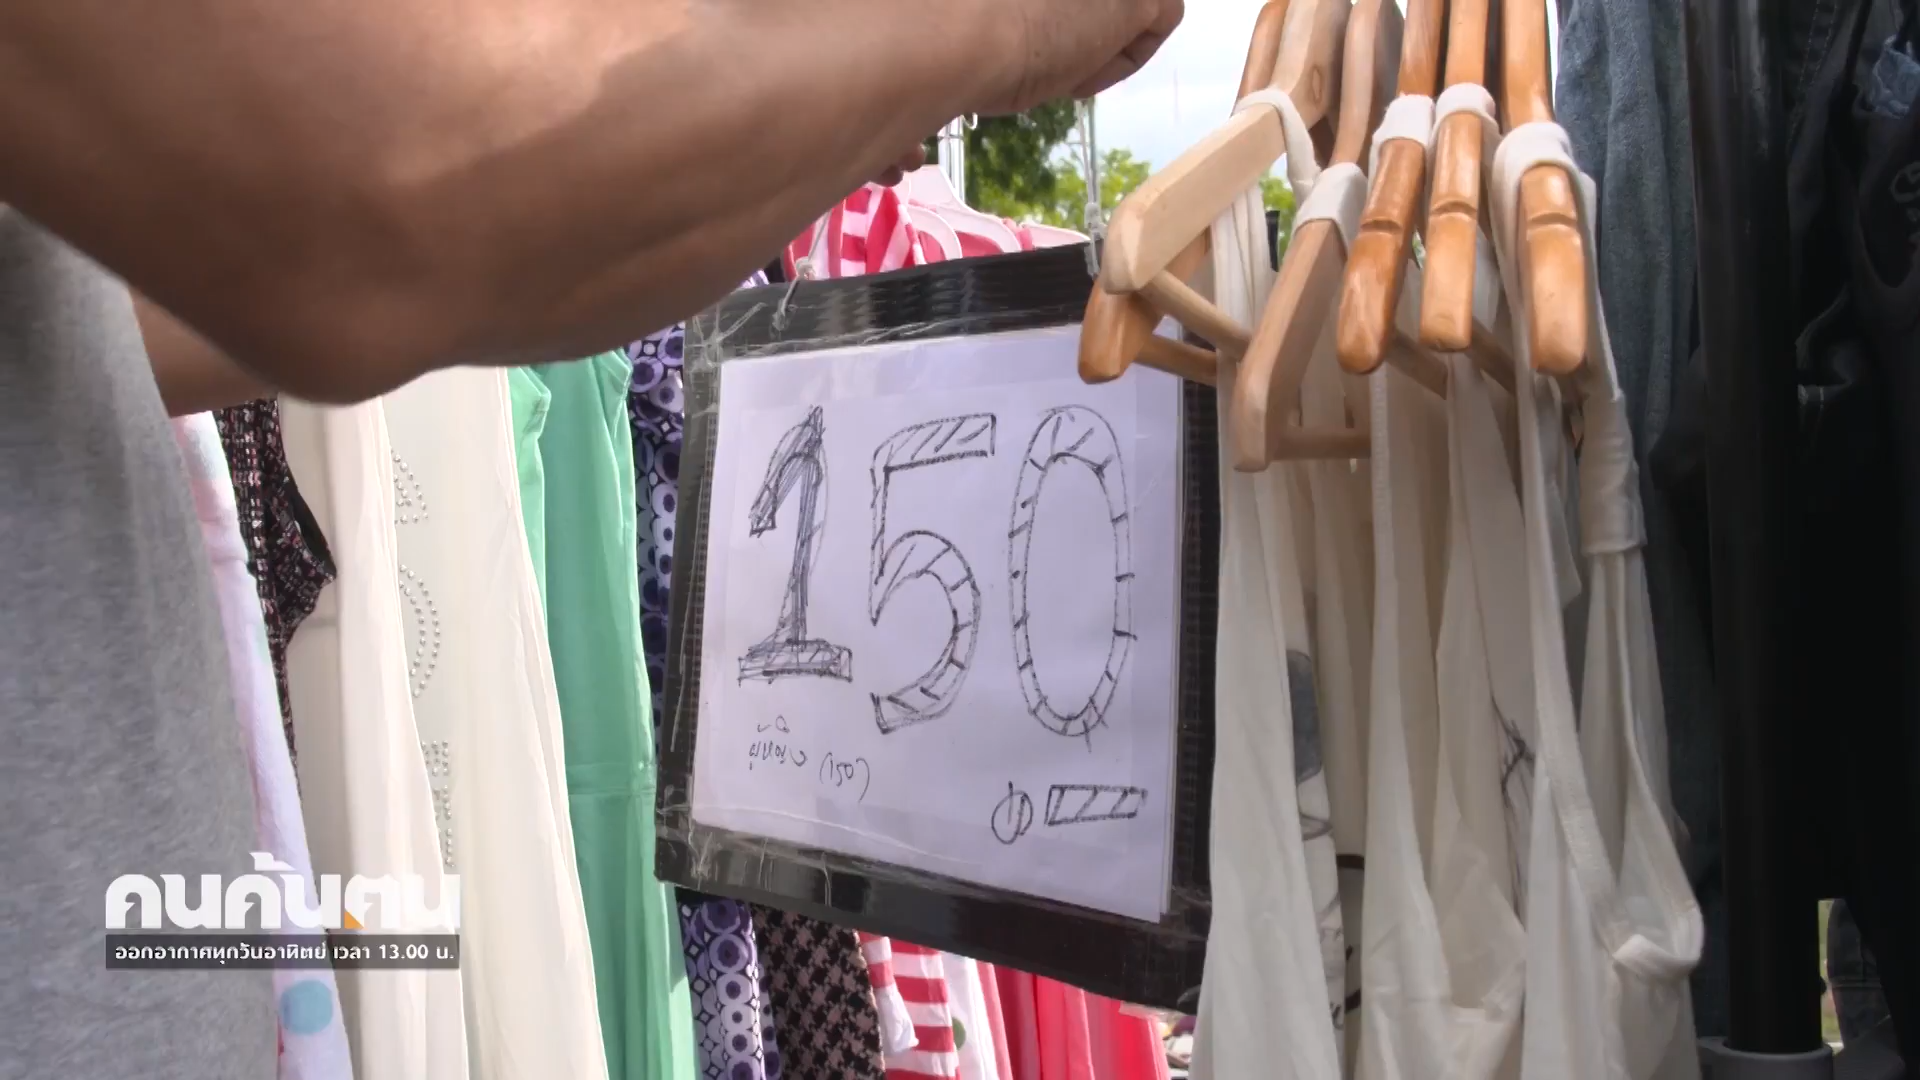 150
ผู้หญิง (150)
คนค้นฅน
ออกอากาศทุกวันอาทิตย์ เวลา 13.00 น.